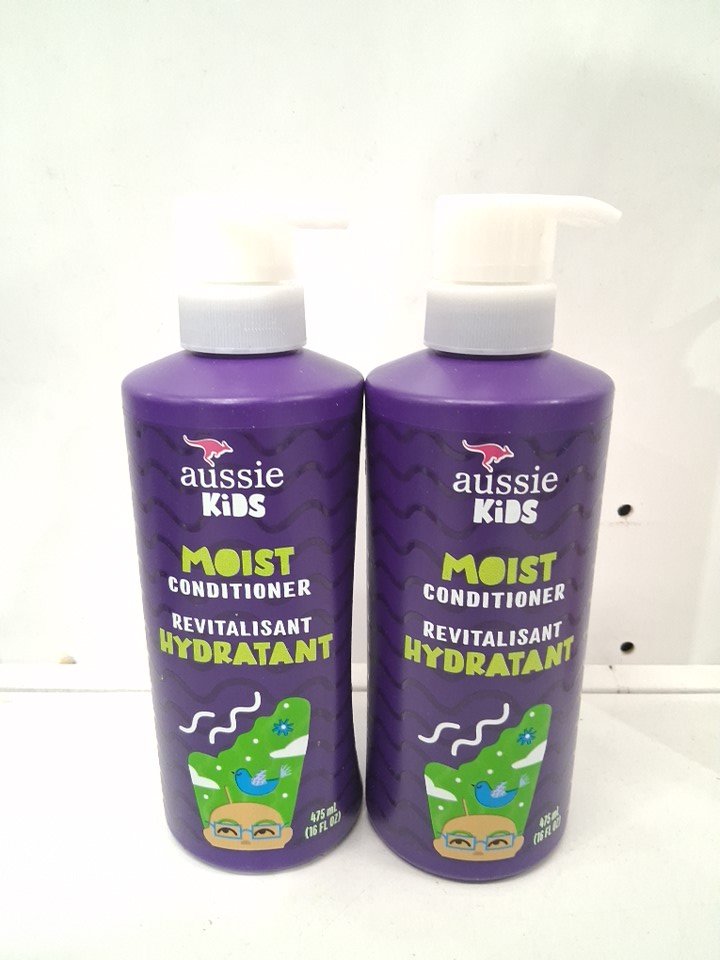 aussie
KiDS
MOIST
CONDITIONER
REVITALISANT
HYDRATANT
475 mL
(16 FL OZ)
aussie
KiDS
MOIST
CONDITIONER
REVITALISANT
HYDRATANT
475 mL
(16 FL OZ)